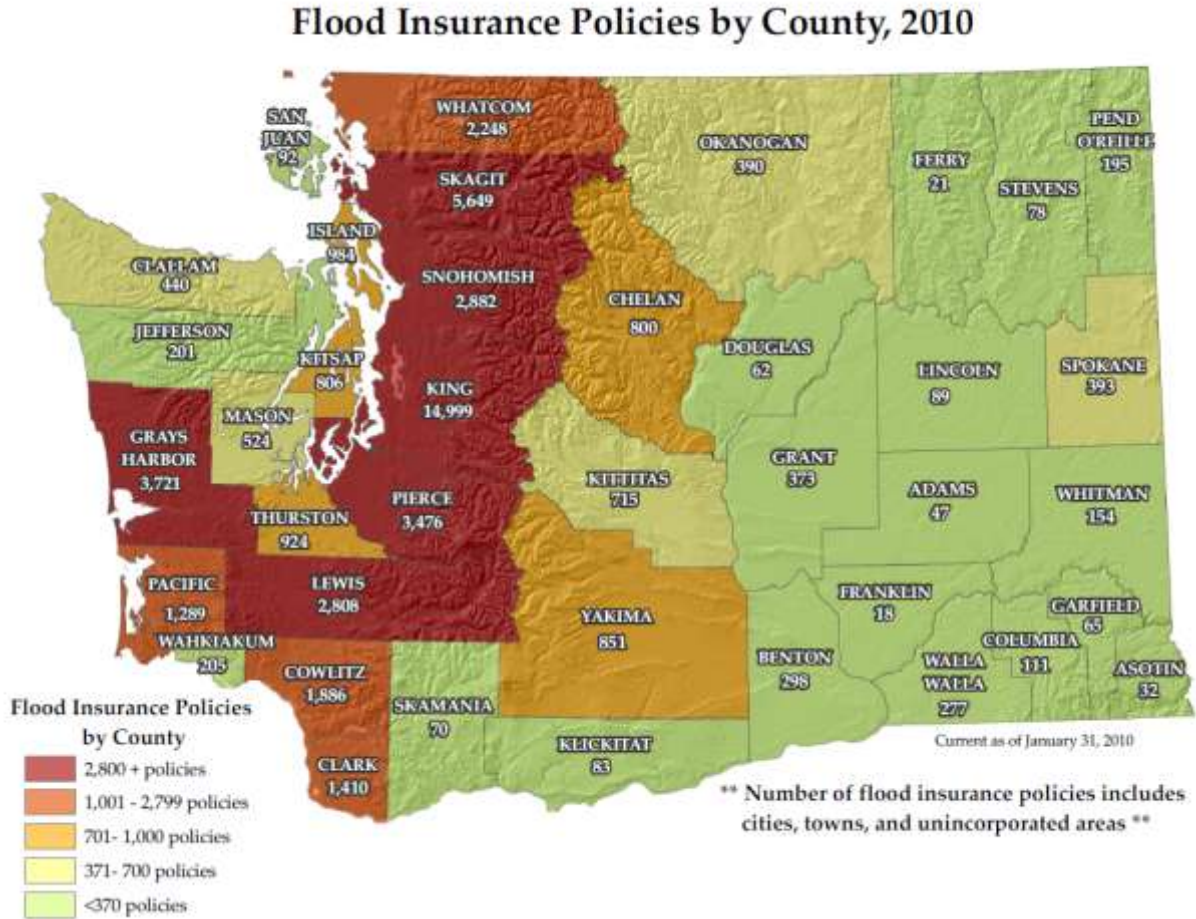 Flood Insurance Policies by County, 2010
WHATCOM
2,248
SAN
JUAN
92
SKAGIT
5,649
OKANOGAN
390
FERRY
21
STEVENS
78
PEND
O'REILLE
195
ISLAND
984
CLALLAM
440
SNOHOMISH
2,882
CHELAN
800
JEFFERSON
201
KITSAP
806
DOUGLAS
62
LINCOLN
89
SPOKANE
393
KING
14,999
MASON
524
GRAYS
HARBOR
3,721
KITTITAS
715
GRANT
373
ADAMS
47
WHITMAN
154
PIERCE
3,476
THURSTON
924
PACIFIC
1,289
LEWIS
2,808
YAKIMA
851
FRANKLIN
18
GARFIELD
65
COLUMBIA
111
WAHKIAKUM
205
COWLITZ
1,886
BENTON
298
WALLA
WALLA
277
ASOTIN
32
SKAMANIA
70
KLICKITAT
83
CLARK
1,410
Current as of January 31, 2010
Flood Insurance Policies
by County
2,800 + policies
1,001 - 2,799 policies
701- 1,000 policies
371- 700 policies
<370 policies
** Number of flood insurance policies includes
cities, towns, and unincorporated areas **